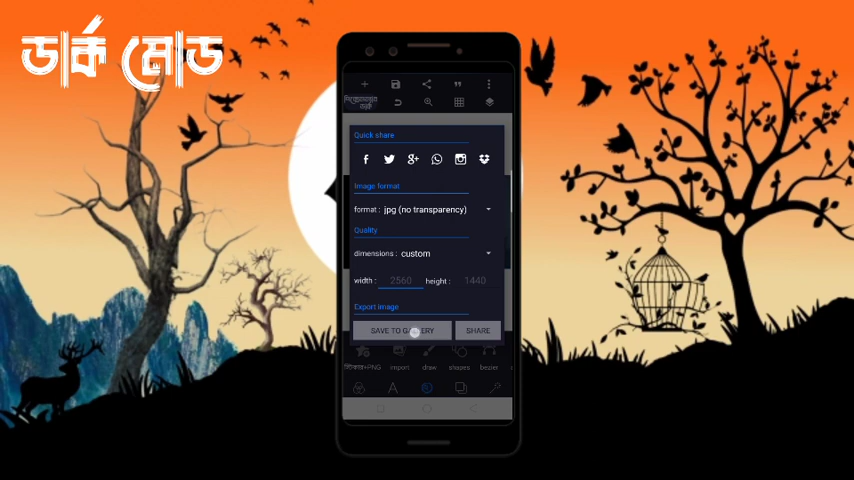 ডার্ক মোড
Quick share
Image format
format : jpg (no transparency)
Quality
dimensions : custom
width : 2560 height : 1440
Export image
SAVE TO GALLERY SHARE
+PNG import draw shapes bezier